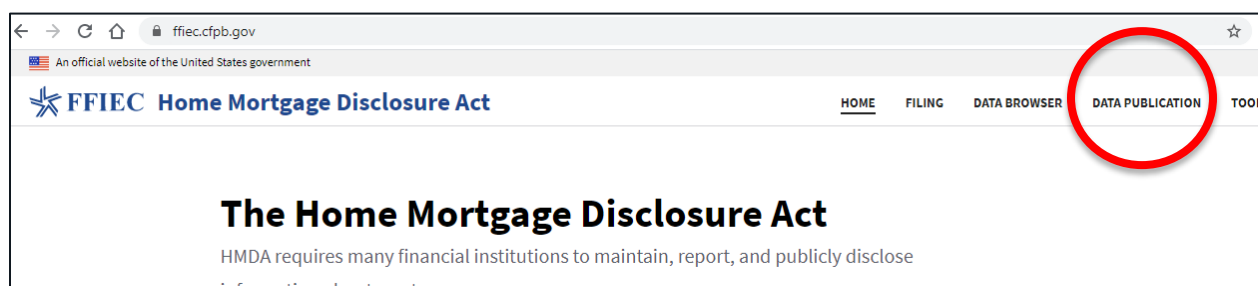 ffiec.cfpb.gov
An official website of the United States government
FFIEC Home Mortgage Disclosure Act
HOME FILING DATA BROWSER DATA PUBLICATION
The Home Mortgage Disclosure Act
HMDA requires many financial institutions to maintain, report, and publicly disclose